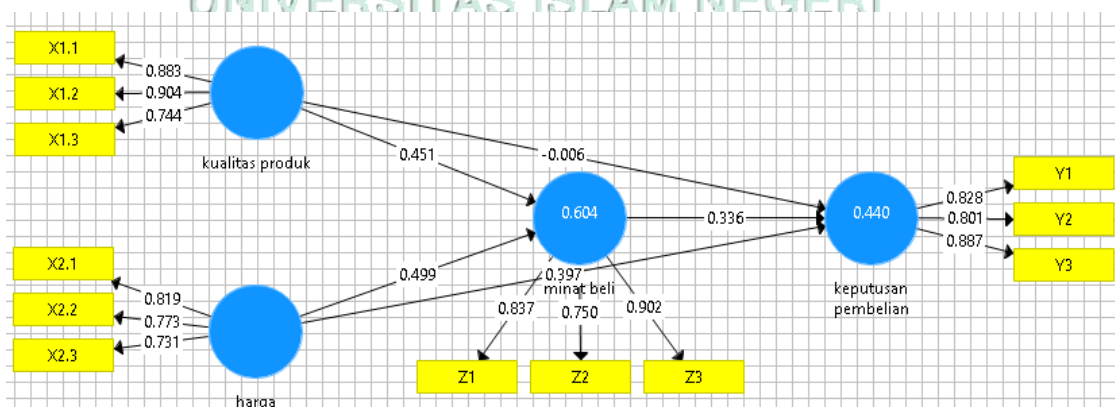 UNIVERSITAS ISLAM NEGERI
X1.1
X1.2
X1.3
0.883
0.904
0.744
kualitas produk
0.451
-0.006
0.604
minat beli
0.336
0.440
keputusan
pembelian
0.828
0.801
0.887
Y1
Y2
Y3
X2.1
X2.2
X2.3
0.819
0.773
0.731
harga
0.499
0.397
0.837
0.750
0.902
Z1
Z2
Z3